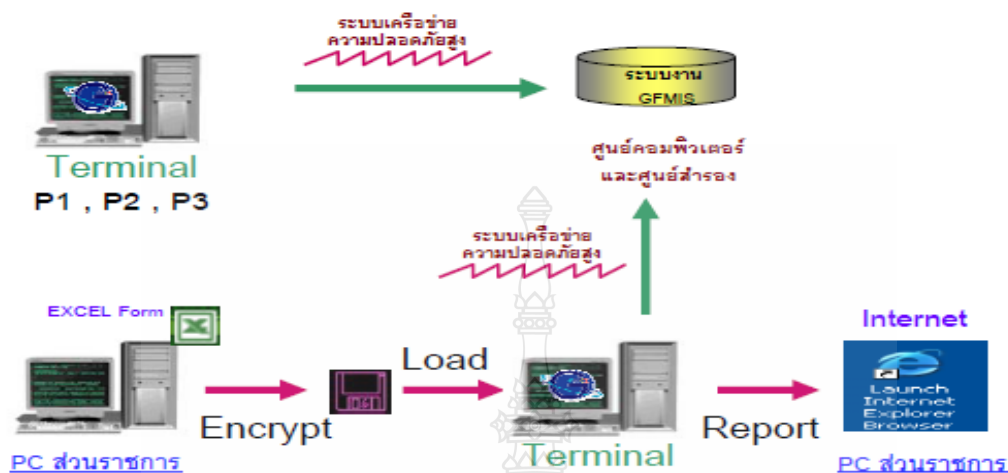 ระบบเครือข่าย
ความปลอดภัยสูง
ระบบงาน
GFMIS
Terminal
P1 , P2 , P3
ศูนย์คอมพิวเตอร์
และศูนย์สำรอง
ระบบเครือข่าย
ความปลอดภัยสูง
EXCEL Form
Internet
Load
Launch
Internet
Explorer
Browser
Encrypt
Report
Terminal
PC ส่วนราชการ
PC ส่วนราชการ